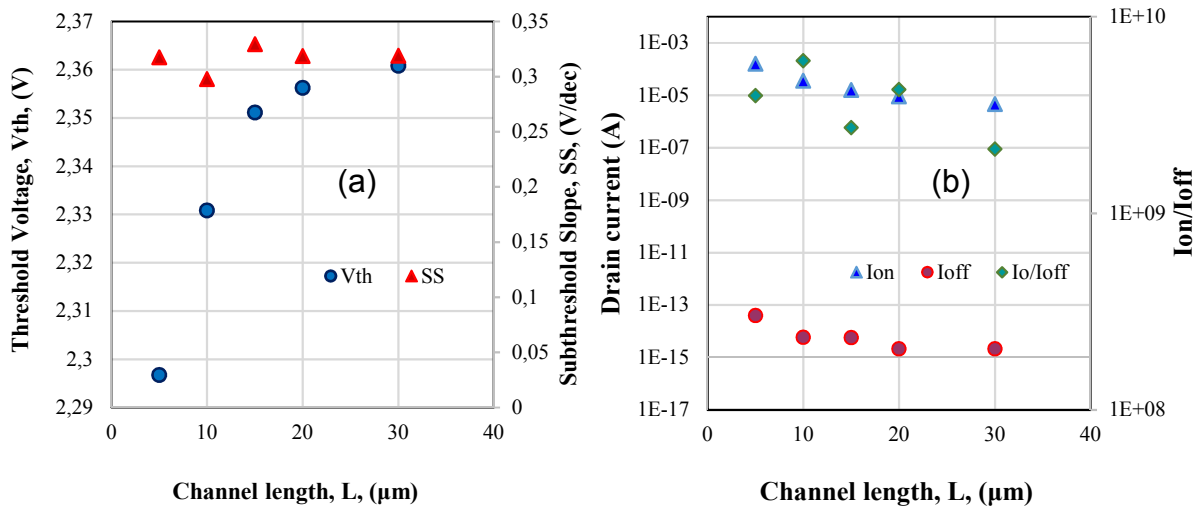 Threshold Voltage, Vth, (V)
2,37
2,36
2,35
2,34
2,33
2,32
2,31
2,3
2,29
0
10
20
30
40
Channel length, L, (µm)
(a)
Vth
SS
0,35
0,3
0,25
0,2
0,15
0,1
0,05
0
Subthreshold Slope, SS, (V/dec)
Drain current (A)
1E-03
1E-05
1E-07
1E-09
1E-11
1E-13
1E-15
1E-17
0
10
20
30
40
Channel length, L, (µm)
(b)
Ion
Ioff
Io/Ioff
1E+10
1E+09
1E+08
Ion/Ioff